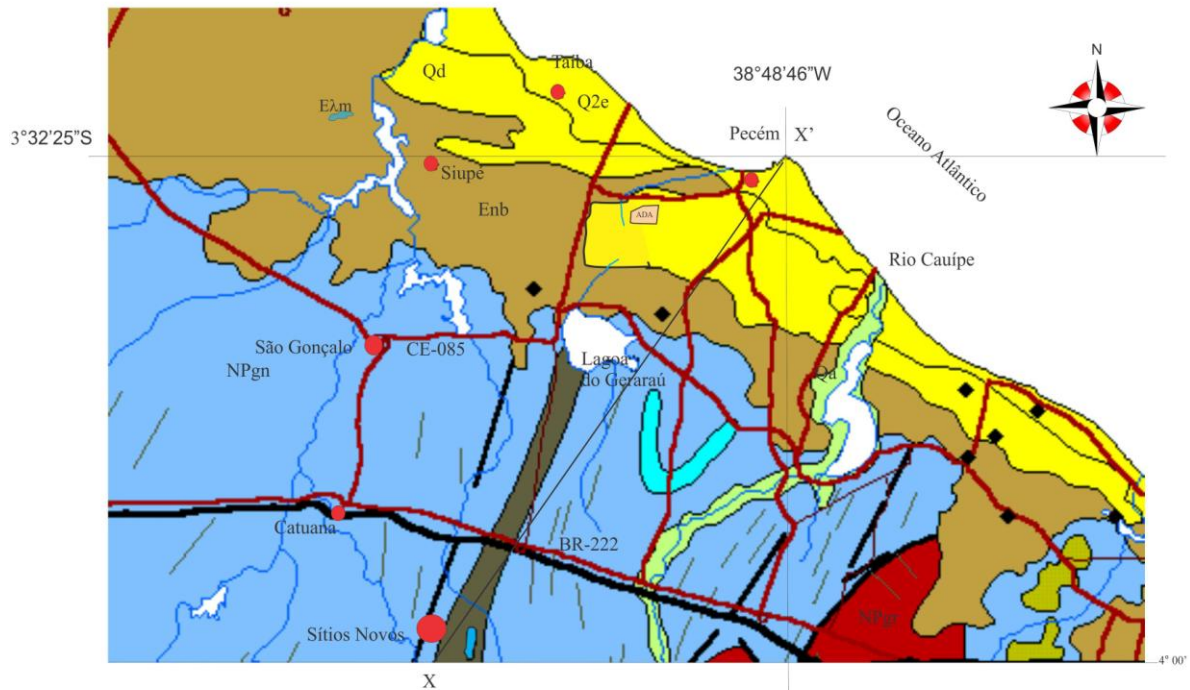 G
N
Taíba
Qd
38°48'46"W
Q2e
Eλm
3°32'25"S
Pecém
X'
Oceano Atlântico
Siupé
Enb
ADA
Rio Cauípe
São Gonçalo
CE-085
Lagoa
do Geraraú
NPgn
Qa
Catuana
BR-222
NPgr
Sítios Novos
4° 00'
X